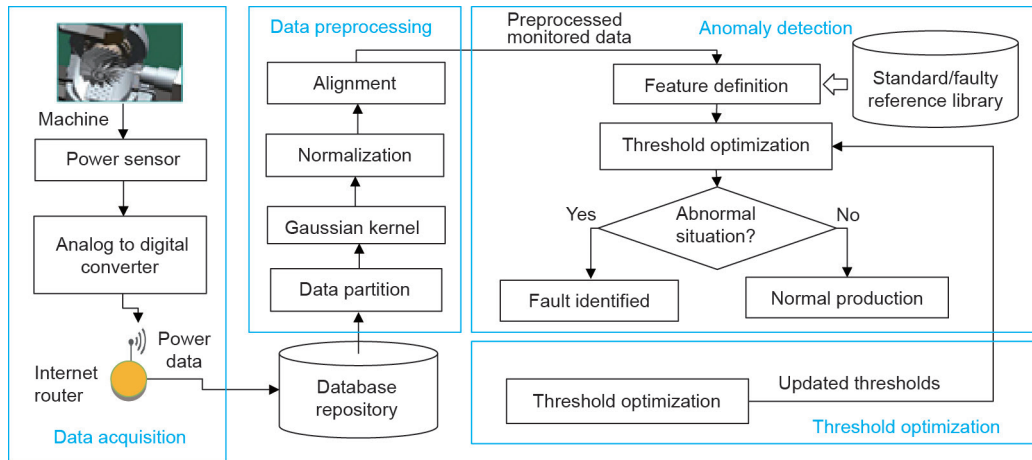 Machine
Power sensor
Analog to digital
converter
Power
data
Internet
router
Data acquisition
Data preprocessing
Alignment
Normalization
Gaussian kernel
Data partition
Database
repository
Preprocessed
monitored data
Anomaly detection
Feature definition
Standard/faulty
reference library
Threshold optimization
Yes
Abnormal
situation?
No
Fault identified
Normal production
Threshold optimization
Updated thresholds
Threshold optimization